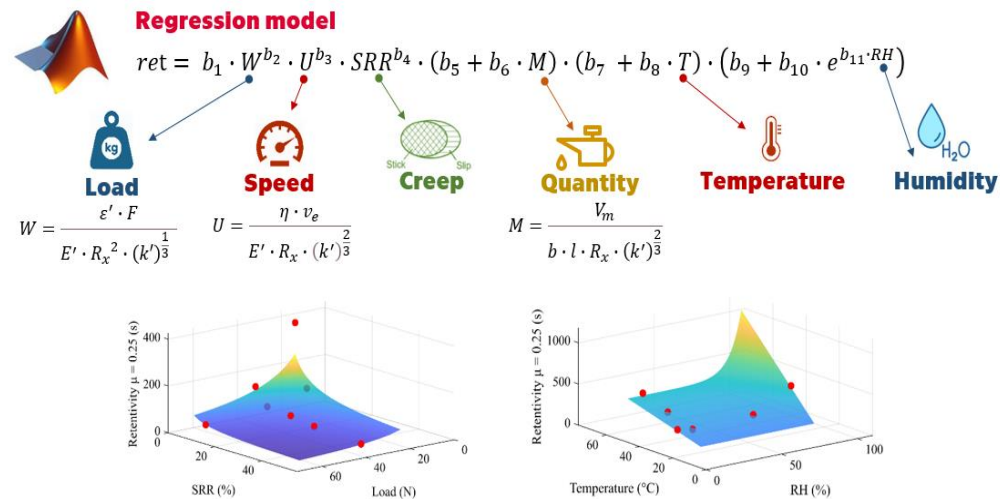 Regression model
ret = b₁ · W^b₂ · U^b₃ · SRR^b₄ · (b₅ + b₆ · M) · (b₇ + b₈ · T) · (b₉ + b₁₀ · e^(b₁₁·RH))
kg
Stick Slip
H₂O
Load Speed Creep Quantity Temperature Humidity
W = ε′ · F / E′ · Rₓ² · (k′)^(1/3)
U = η · vₑ / E′ · Rₓ · (k′)^(2/3)
M = Vₘ / b · l · Rₓ · (k′)^(2/3)
Retentivity μ = 0.25 (s)
400
200
0
0
20
40
SRR (%)
60
40
20
0
Load (N)
Retentivity μ = 0.25 (s)
1000
500
0
60
40
20
0
Temperature (°C)
0
50
100
RH (%)